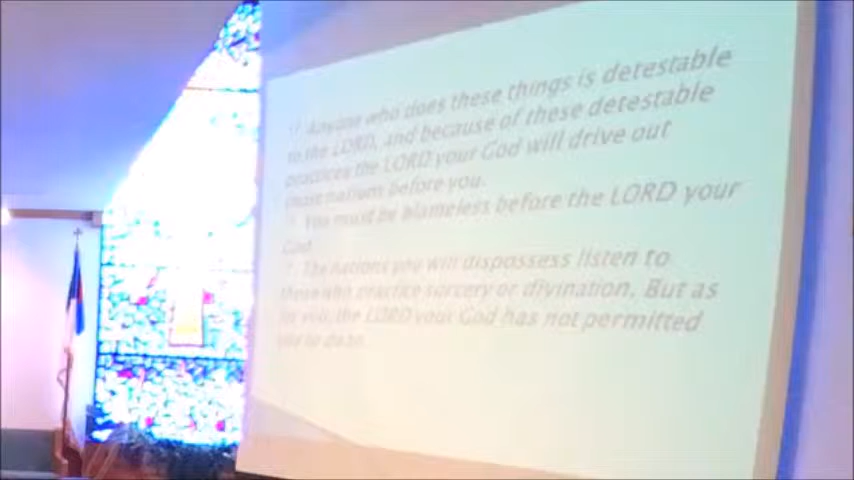 Anyone who does these things is detestable
to the LORD, and because of these detestable
practices the LORD your God will drive out
those nations before you.
You must be blameless before the LORD your
God.
The nations you will dispossess listen to
those who practice sorcery or divination. But as
for you, the LORD your God has not permitted
you to do so.